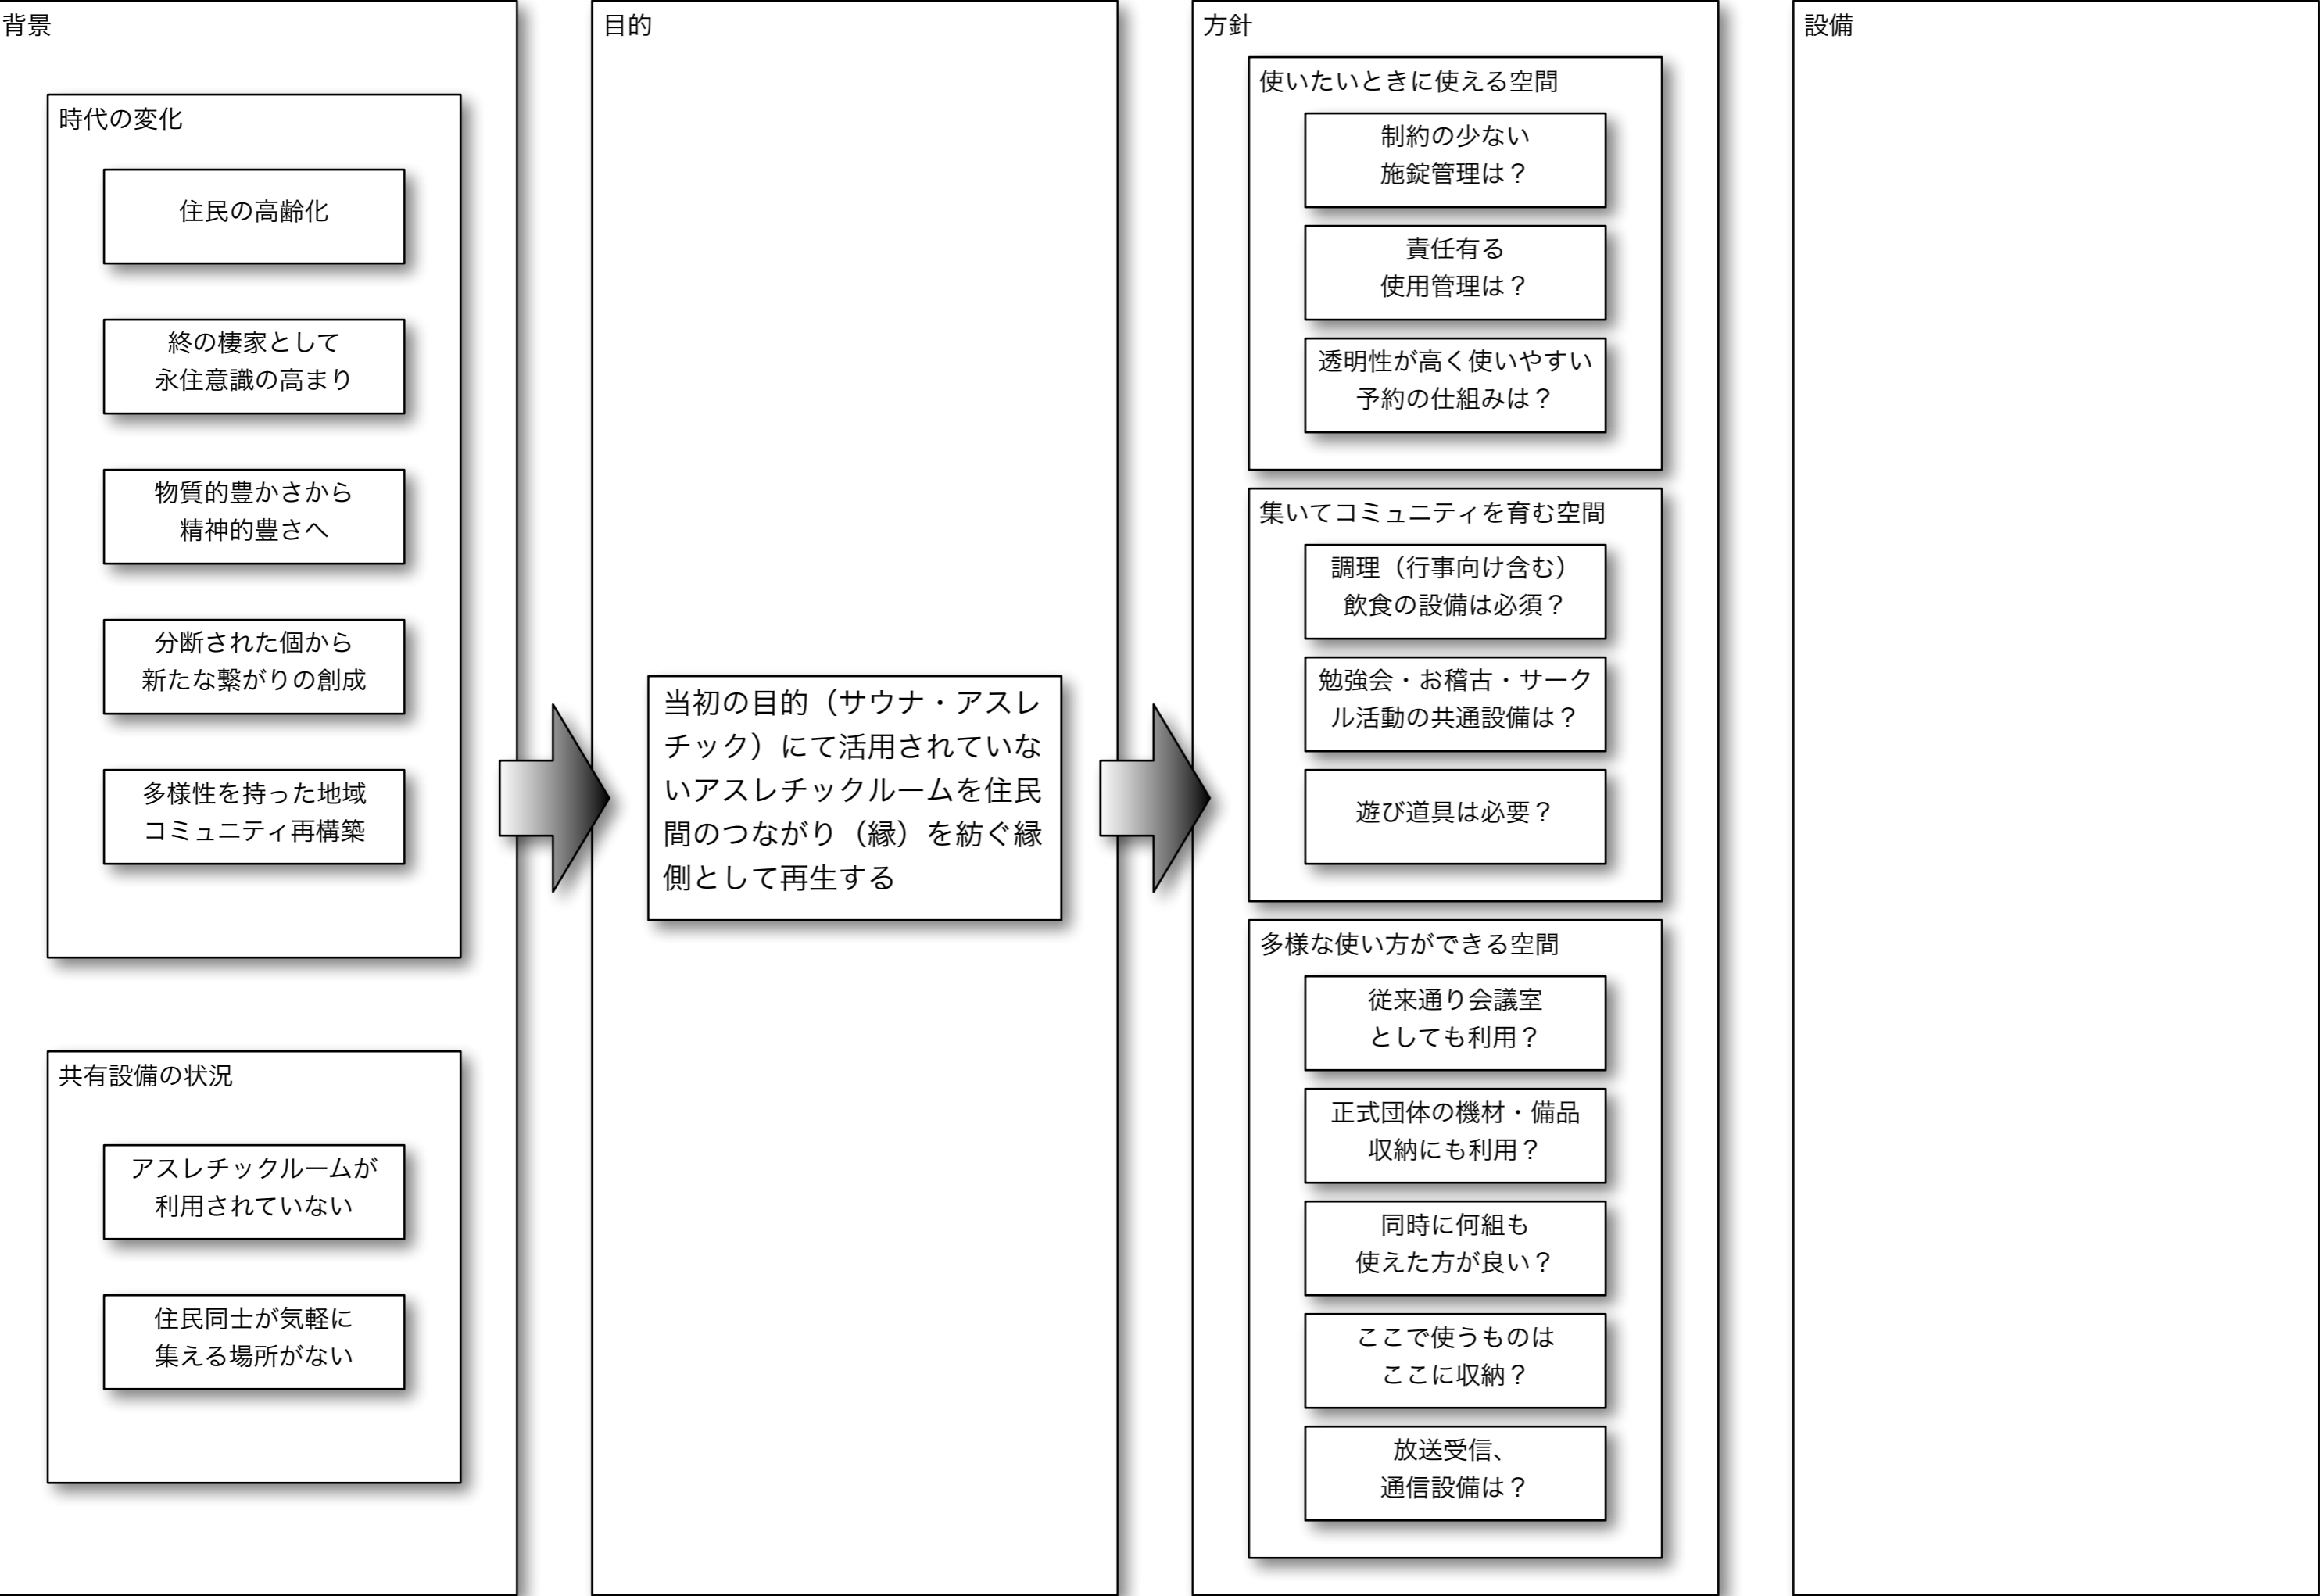 背景
時代の変化
住民の高齢化
終の棲家として
永住意識の高まり
物質的豊かさから
精神的豊さへ
分断された個から
新たな繋がりの創成
多様性を持った地域
コミュニティ再構築
共有設備の状況
アスレチックルームが
利用されていない
住民同士が気軽に
集える場所がない
目的
当初の目的（サウナ・アスレ
チック）にて活用されていな
いアスレチックルームを住民
間のつながり（縁）を紡ぐ縁
側として再生する
方針
使いたいときに使える空間
制約の少ない
施錠管理は？
責任有る
使用管理は？
透明性が高く使いやすい
予約の仕組みは？
集いてコミュニティを育む空間
調理（行事向け含む）
飲食の設備は必須？
勉強会・お稽古・サーク
ル活動の共通設備は？
遊び道具は必要？
多様な使い方ができる空間
従来通り会議室
としても利用？
正式団体の機材・備品
収納にも利用？
同時に何組も
使えた方が良い？
ここで使うものは
ここに収納？
放送受信、
通信設備は？
設備